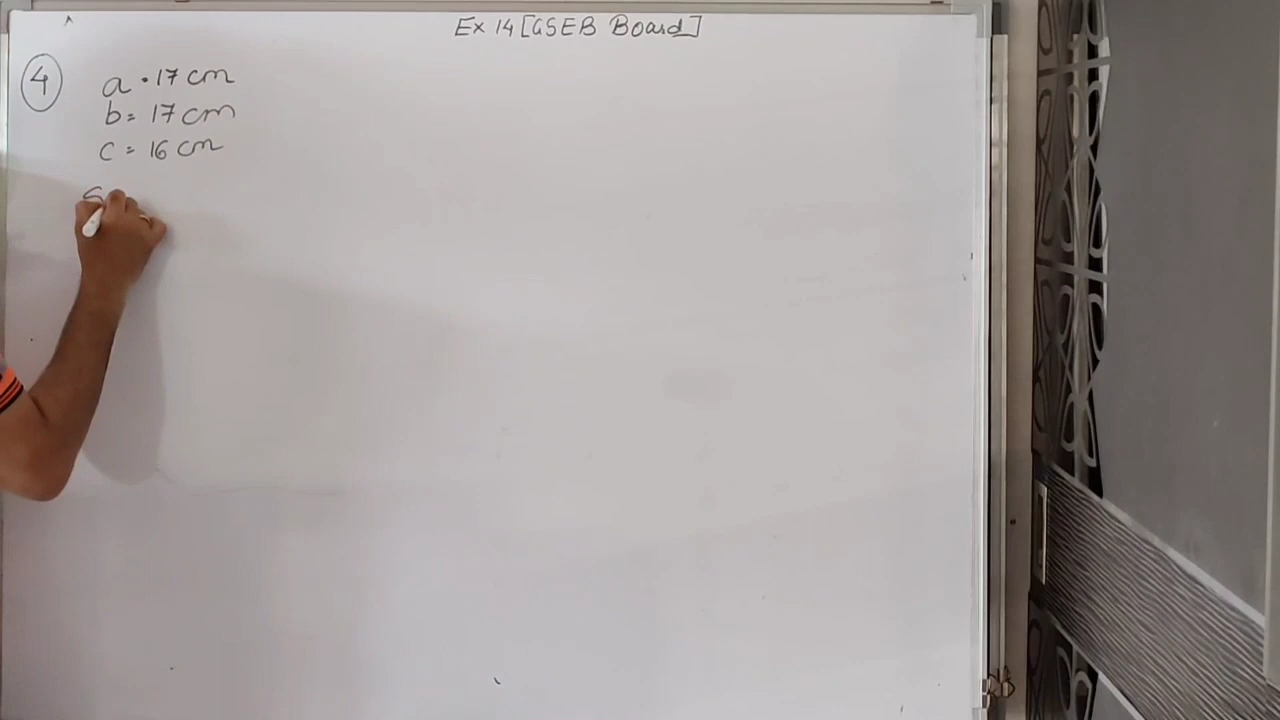 Ex 14 [GSEB Board]
4
a = 17 cm
b = 17 cm
c = 16 cm
S